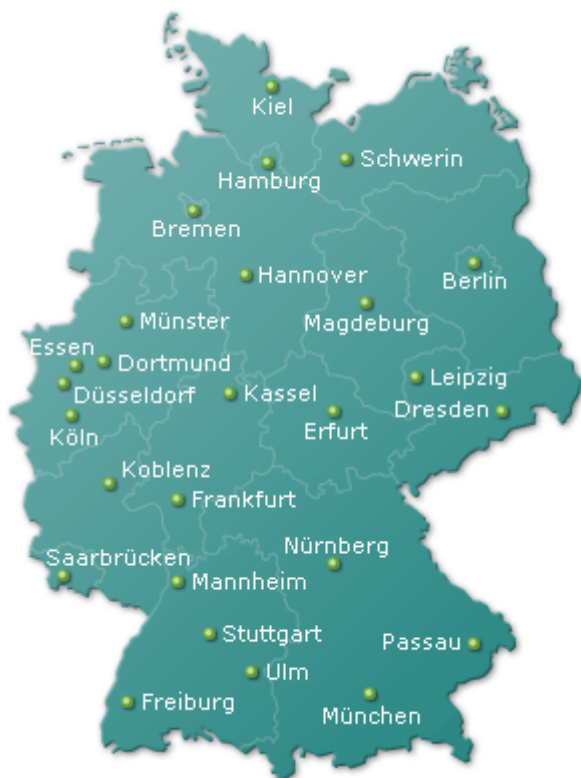 Kiel
Schwerin
Hamburg
Bremen
Hannover
Berlin
Münster
Magdeburg
Essen
Dortmund
Leipzig
Düsseldorf
Kassel
Dresden
Köln
Erfurt
Koblenz
Frankfurt
Nürnberg
Saarbrücken
Mannheim
Stuttgart
Passau
Ulm
Freiburg
München